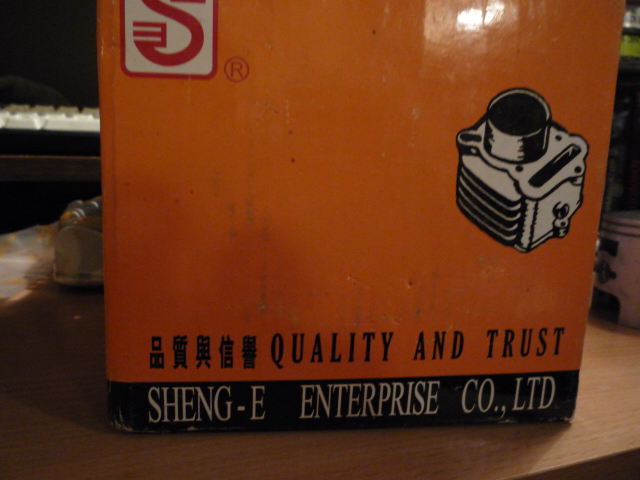 S
®
品質與信譽 QUALITY AND TRUST
SHENG-E ENTERPRISE CO., LTD